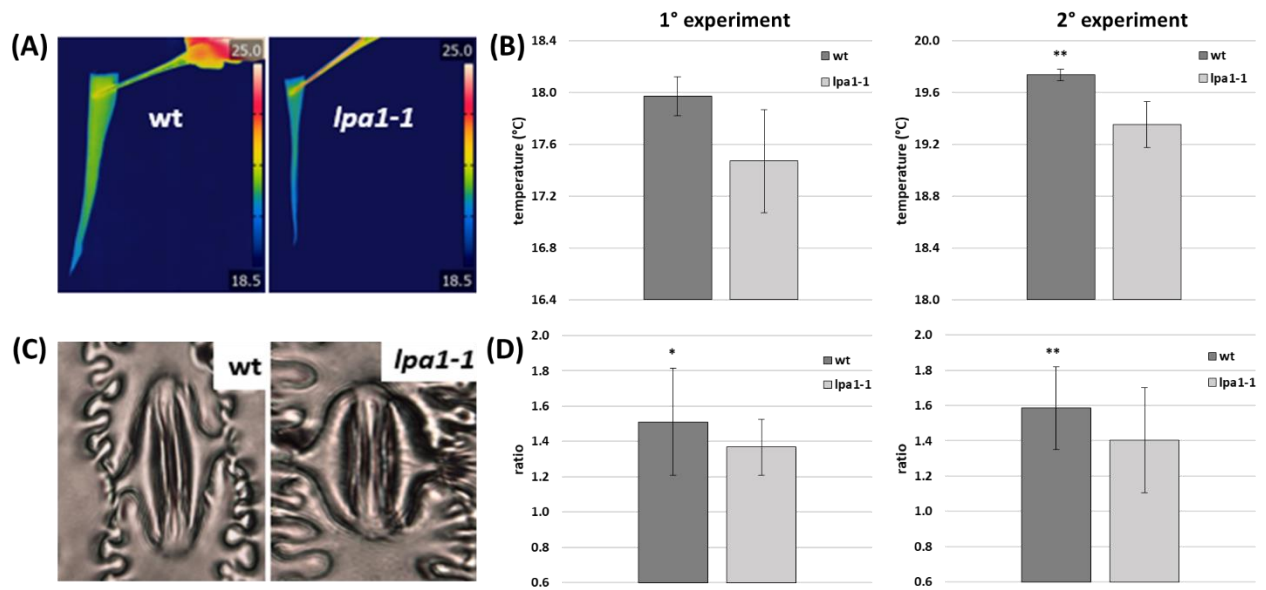 1° experiment
2° experiment
(A)
25.0
wt
18.5
25.0
lpa1-1
18.5
(B)
temperature (°C)
18.4
18.0
17.6
17.2
16.8
16.4
wt
lpa1-1
temperature (°C)
20.0
19.6
19.2
18.8
18.4
18.0
**
wt
lpa1-1
(C)
wt
lpa1-1
(D)
ratio
2.0
1.8
1.6
1.4
1.2
1.0
0.8
0.6
*
wt
lpa1-1
ratio
2.0
1.8
1.6
1.4
1.2
1.0
0.8
0.6
**
wt
lpa1-1